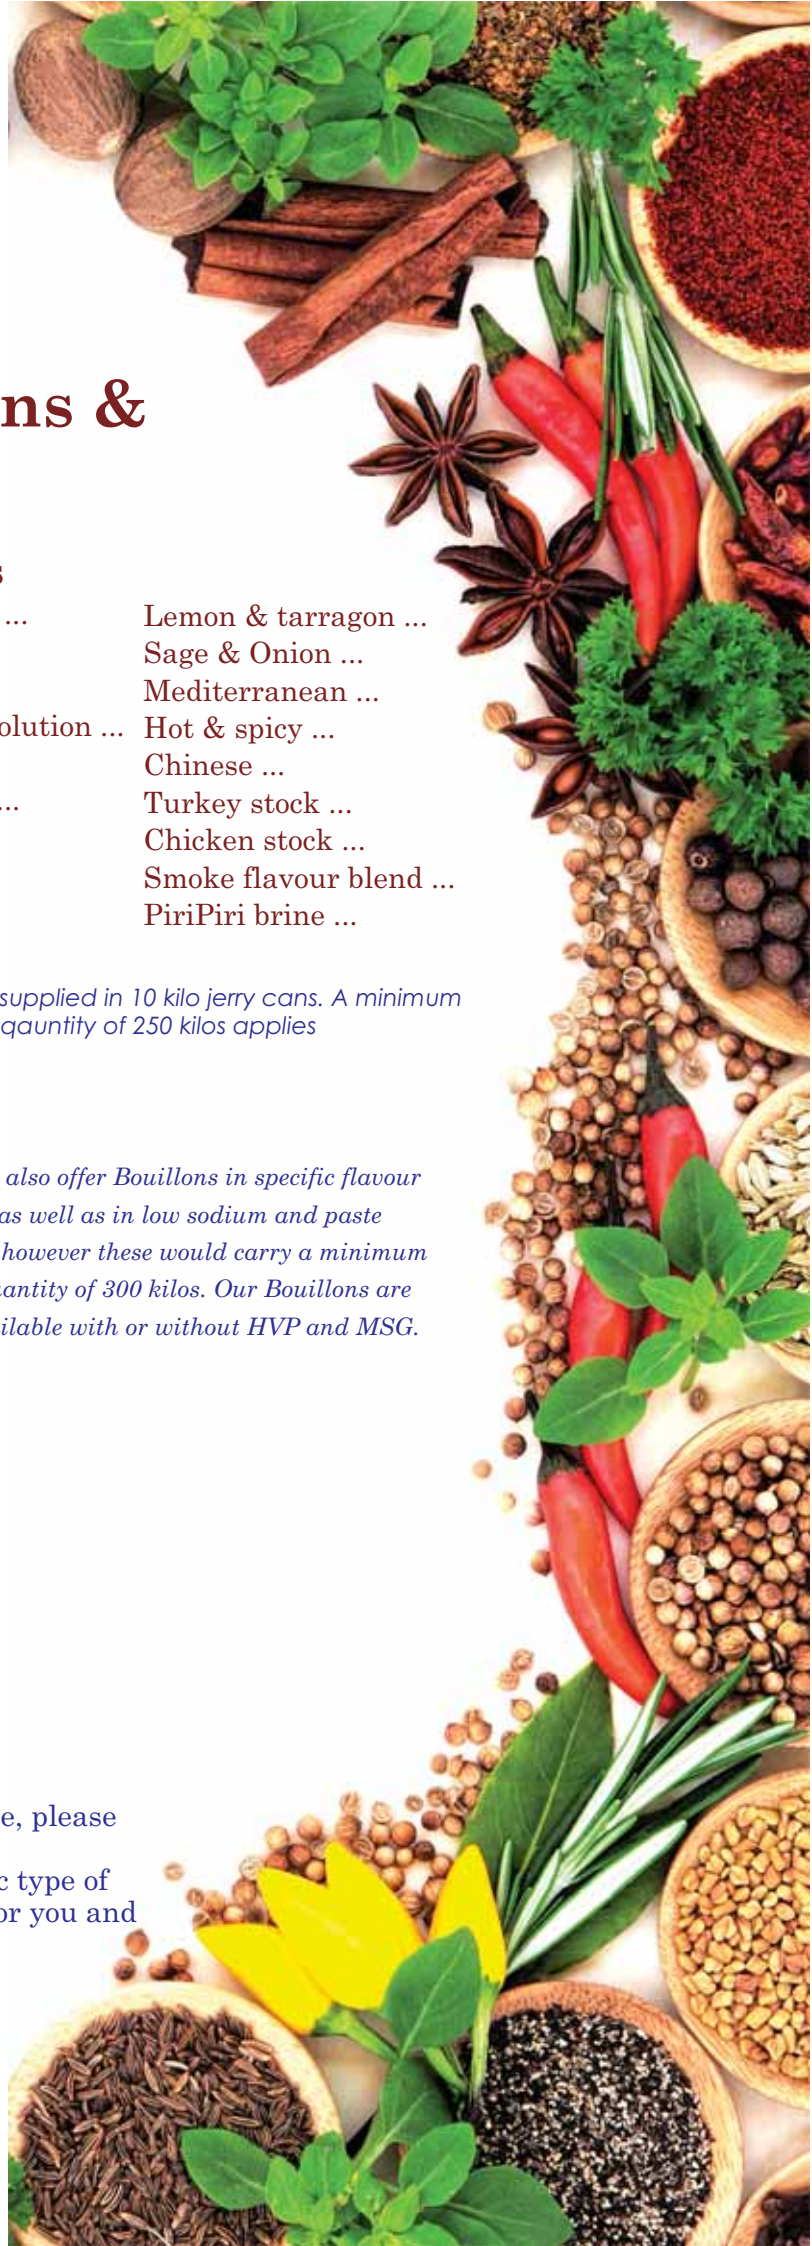 ns &
s
...
Lemon & tarragon ...
Sage & Onion ...
Mediterranean ...
olution ... Hot & spicy ...
Chinese ...
... Turkey stock ...
Chicken stock ...
Smoke flavour blend ...
PiriPiri brine ...
supplied in 10 kilo jerry cans. A minimum
qauntity of 250 kilos applies
also offer Bouillons in specific flavour
as well as in low sodium and paste
however these would carry a minimum
uantity of 300 kilos. Our Bouillons are
ilable with or without HVP and MSG.
e, please
c type of
or you and